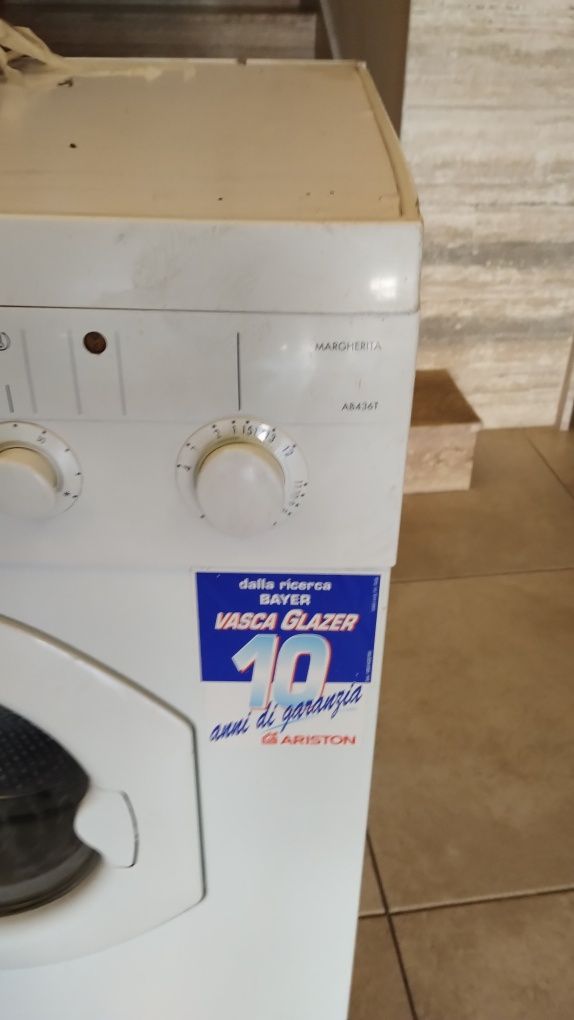 MARGHERITA
AB436T
dalla ricerca
BAYER
VASCA GLAZER
10
anni di garanzia
ARISTON